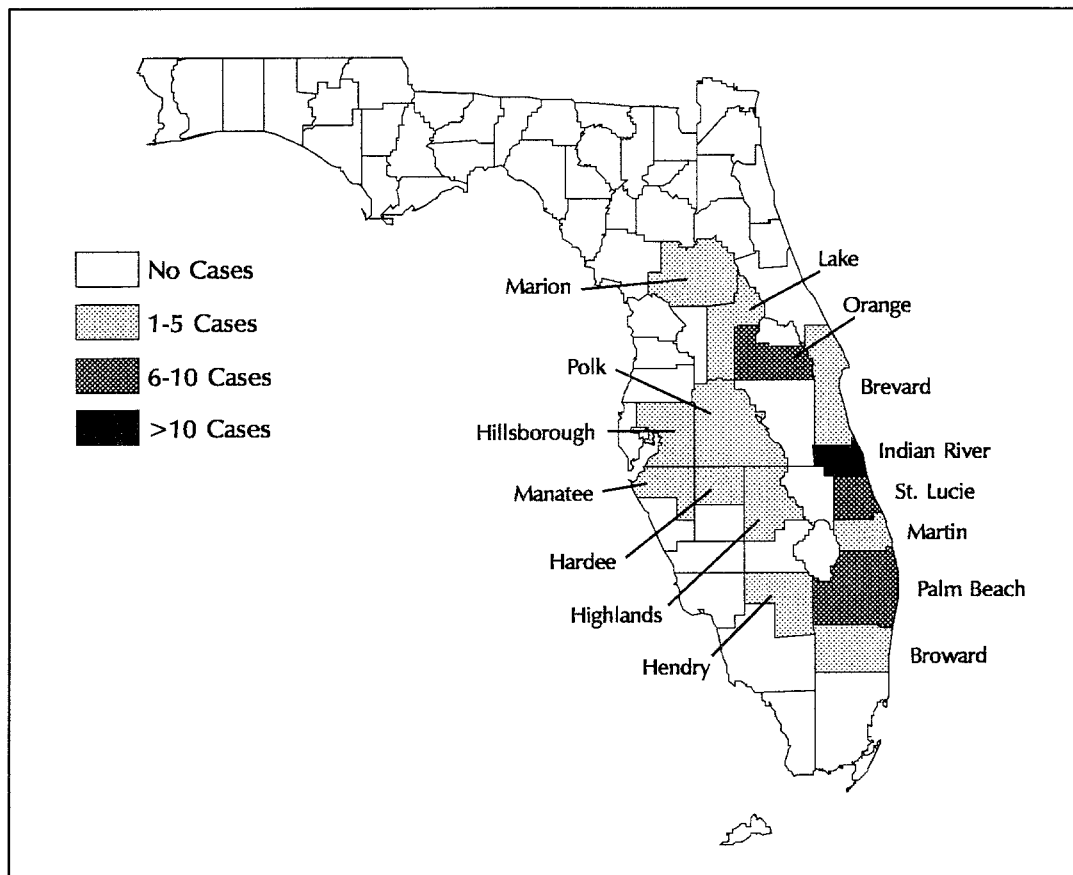 No Cases
1-5 Cases
6-10 Cases
>10 Cases
Marion
Lake
Orange
Polk
Brevard
Hillsborough
Indian River
Manatee
St. Lucie
Martin
Hardee
Palm Beach
Highlands
Hendry
Broward